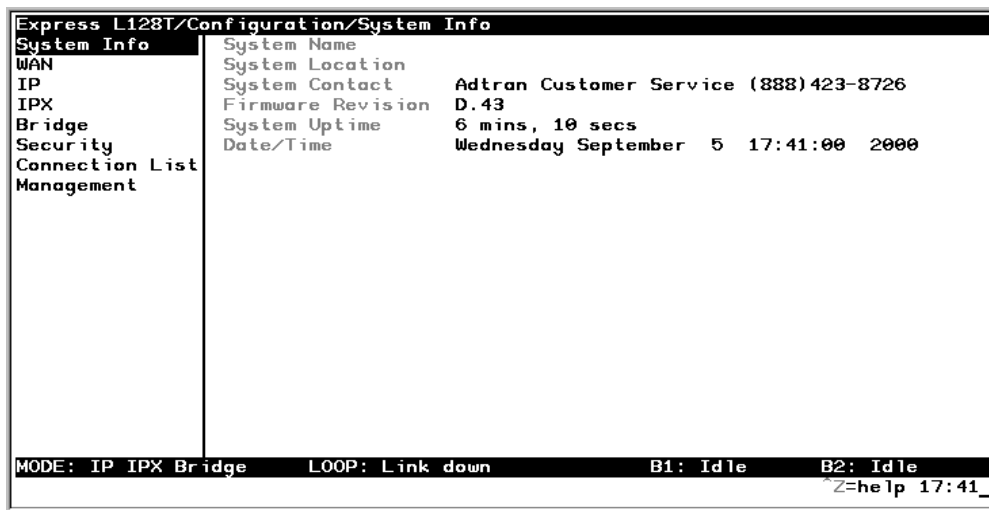 Express L128T/Configuration/System Info
System Info System Name
WAN System Location
IP System Contact Adtran Customer Service (888)423-8726
IPX Firmware Revision D.43
Bridge System Uptime 6 mins, 10 secs
Security Date/Time Wednesday September 5 17:41:00 2000
Connection List
Management
MODE: IP IPX Bridge LOOP: Link down B1: Idle B2: Idle
^Z=help 17:41_